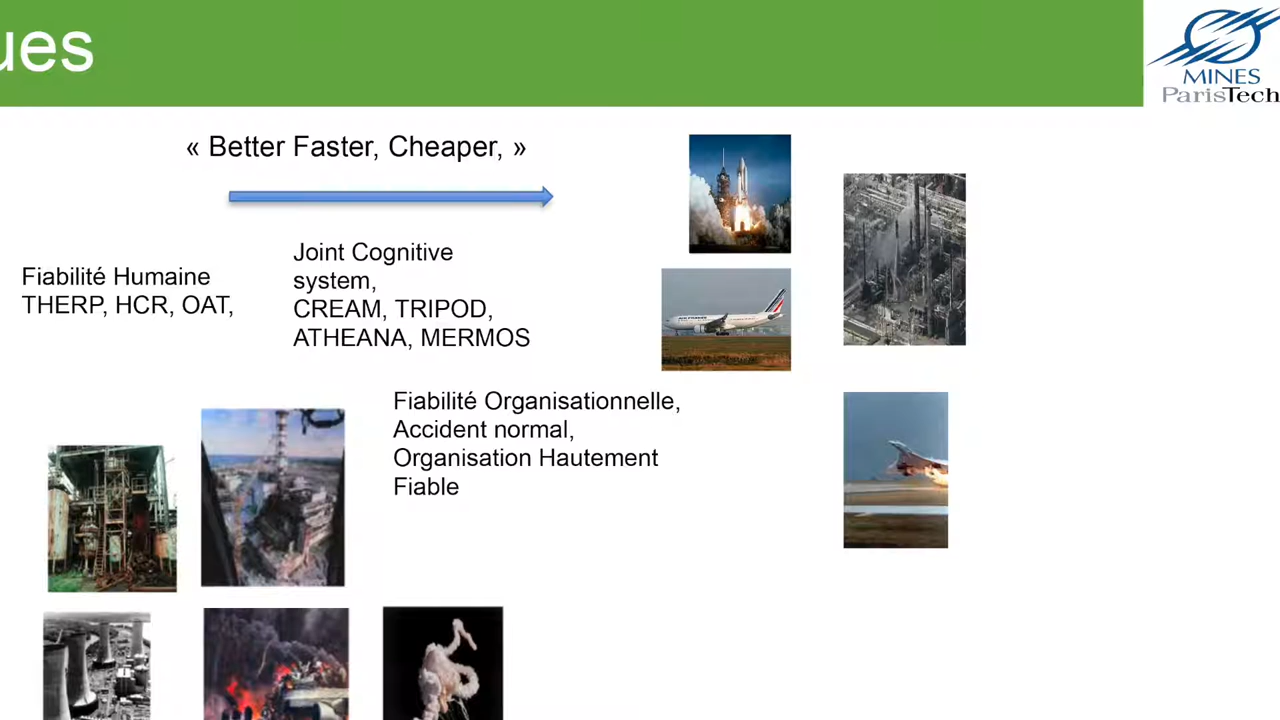 ues
MINES
ParisTech
« Better Faster, Cheaper, »
Fiabilité Humaine
THERP, HCR, OAT,
Joint Cognitive
system,
CREAM, TRIPOD,
ATHEANA, MERMOS
Fiabilité Organisationnelle,
Accident normal,
Organisation Hautement
Fiable